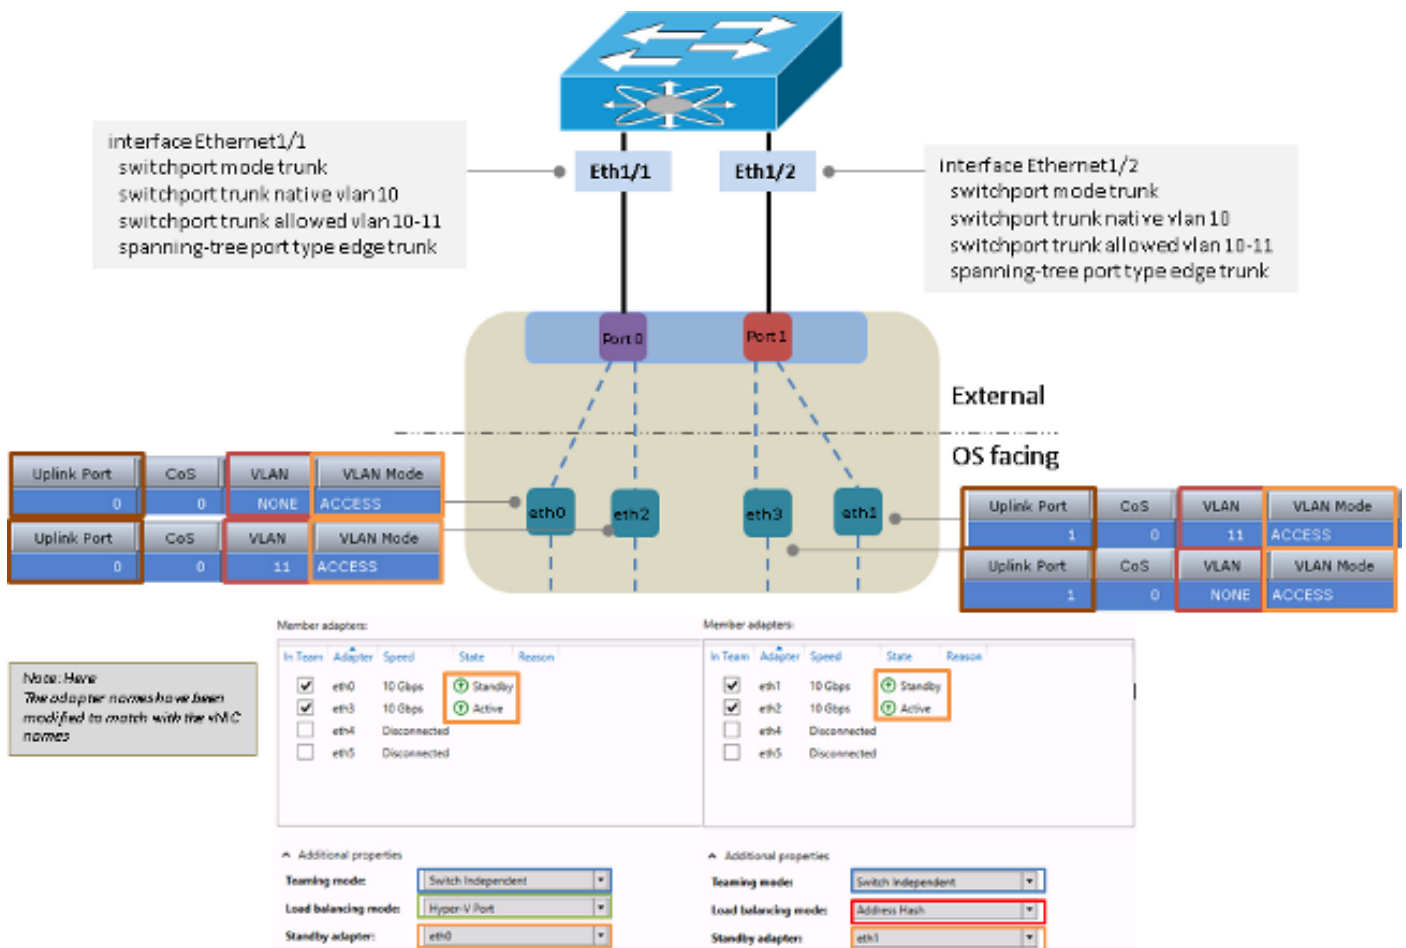 interface Ethernet1/1
switchport mode trunk
switchport trunk native vlan 10
switchport trunk allowed vlan 10-11
spanning-tree port type edge trunk
Eth1/1
Eth1/2
interface Ethernet1/2
switchport mode trunk
switchport trunk native vlan 10
switchport trunk allowed vlan 10-11
spanning-tree port type edge trunk
Port 0
Port 1
External
OS facing
Uplink Port CoS VLAN VLAN Mode
0 0 NONE ACCESS
Uplink Port CoS VLAN VLAN Mode
0 0 11 ACCESS
eth0
eth2
eth3
eth1
Uplink Port CoS VLAN VLAN Mode
1 0 11 ACCESS
Uplink Port CoS VLAN VLAN Mode
1 0 NONE ACCESS
Note: Here
The adapter names have been
modified to match with the vNIC
names
Member adapters:
In Team Adapter Speed State Reason
eth0 10 Gbps Standby
eth3 10 Gbps Active
eth4 Disconnected
eth5 Disconnected
Additional properties
Teaming mode: Switch Independent
Load balancing mode: Hyper-V Port
Standby adapter: eth0
Member adapters:
In Team Adapter Speed State Reason
eth1 10 Gbps Standby
eth2 10 Gbps Active
eth4 Disconnected
eth5 Disconnected
Additional properties
Teaming mode: Switch Independent
Load balancing mode: Address Hash
Standby adapter: eth1